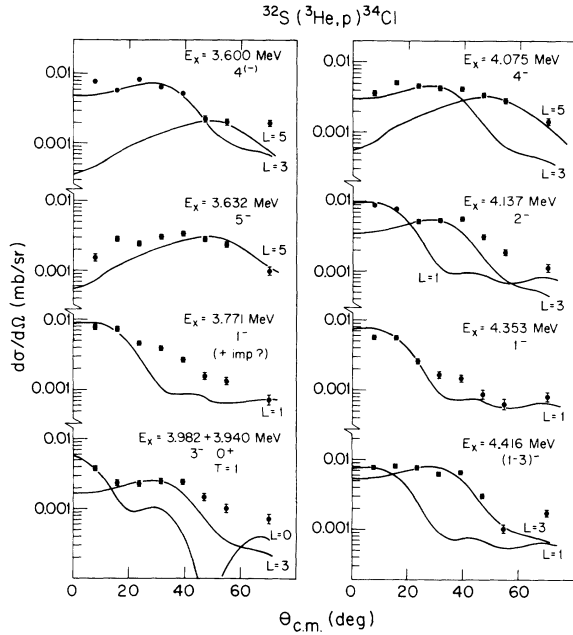 ³²S (³He,p) ³⁴Cl
Eₓ = 3.600 MeV
4⁽⁻⁾
L=5
L=3
0.01
0.001
Eₓ = 3.632 MeV
5⁻
L=5
0.01
0.001
Eₓ = 3.771 MeV
1⁻
(+ imp ?)
L=1
0.01
0.001
Eₓ = 3.982 + 3.940 MeV
3⁻ 0⁺
T = 1
L=0
L=3
0.01
0.001
0 20 40 60 80
dσ/dΩ (mb/sr)
Eₓ = 4.075 MeV
4⁻
L=5
L=3
0.01
0.001
Eₓ = 4.137 MeV
2⁻
L=1
L=3
0.01
0.001
Eₓ = 4.353 MeV
1⁻
L=1
0.01
0.001
Eₓ = 4.416 MeV
(1-3)⁻
L=3
L=1
0.01
0.001
0 20 40 60
θc.m. (deg)